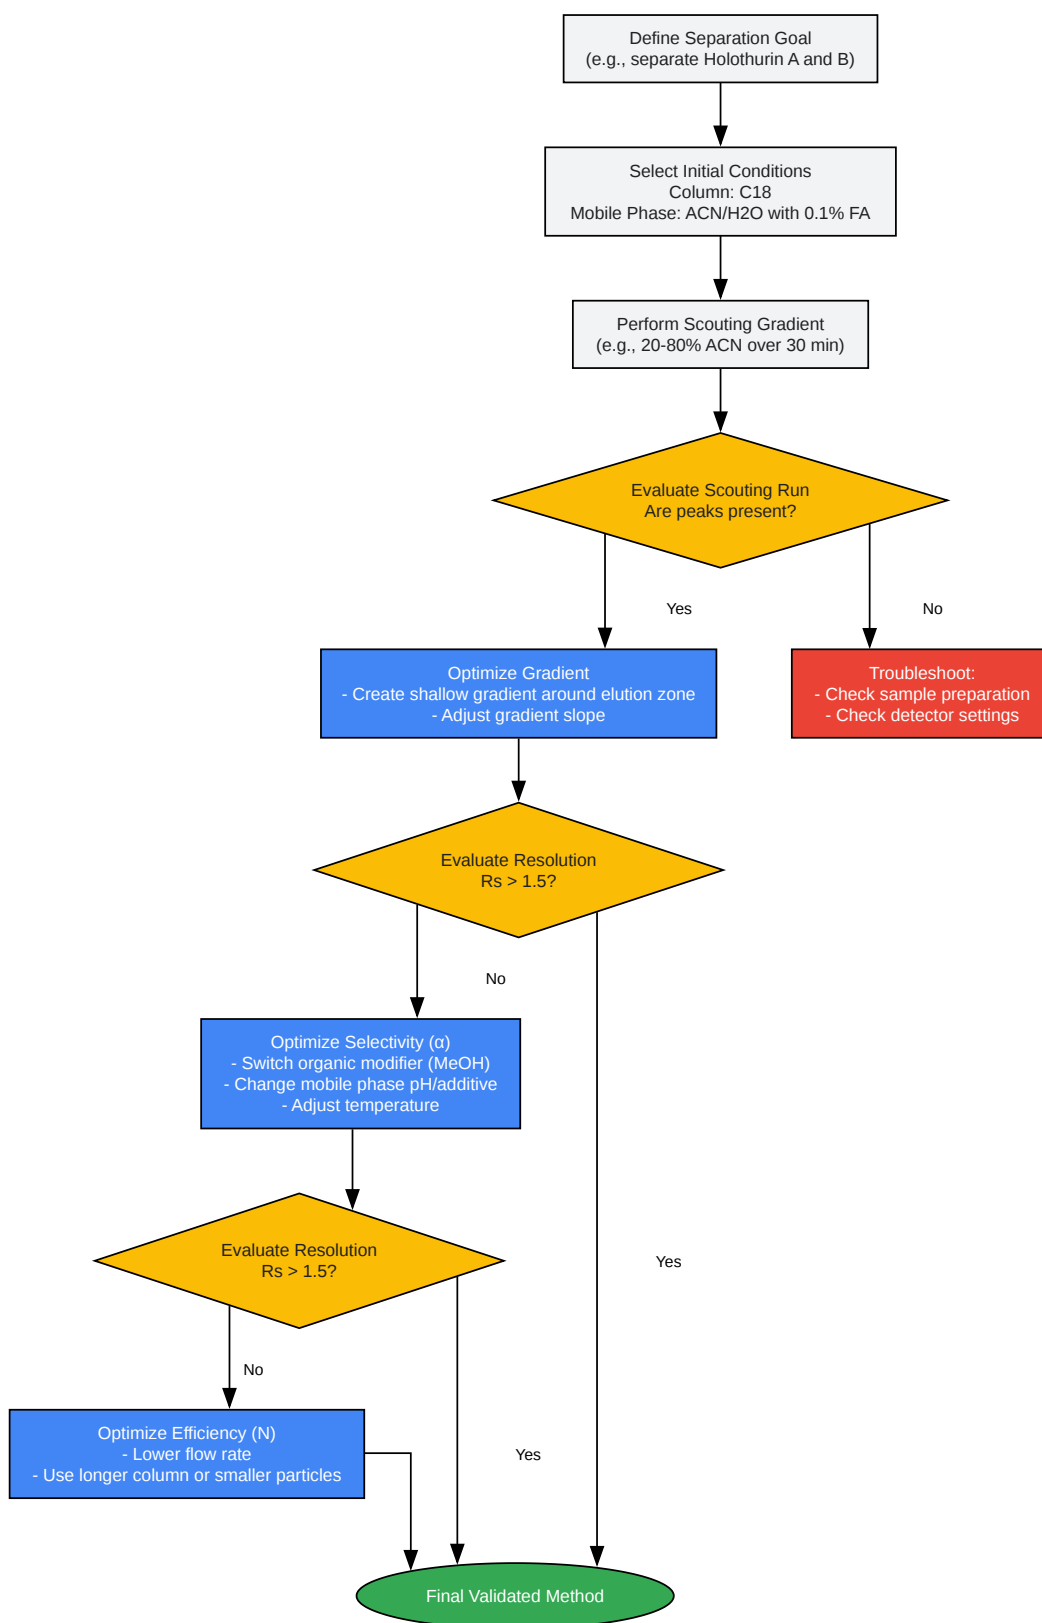 Define Separation Goal
(e.g., separate Holothurin A and B)
Select Initial Conditions
Column: C18
Mobile Phase: ACN/H2O with 0.1% FA
Perform Scouting Gradient
(e.g., 20-80% ACN over 30 min)
Evaluate Scouting Run
Are peaks present?
Yes
No
Optimize Gradient
- Create shallow gradient around elution zone
- Adjust gradient slope
Troubleshoot:
- Check sample preparation
- Check detector settings
Evaluate Resolution
Rs > 1.5?
No
Optimize Selectivity (α)
- Switch organic modifier (MeOH)
- Change mobile phase pH/additive
- Adjust temperature
Evaluate Resolution
Rs > 1.5?
Yes
No
Optimize Efficiency (N)
- Lower flow rate
- Use longer column or smaller particles
Yes
Final Validated Method